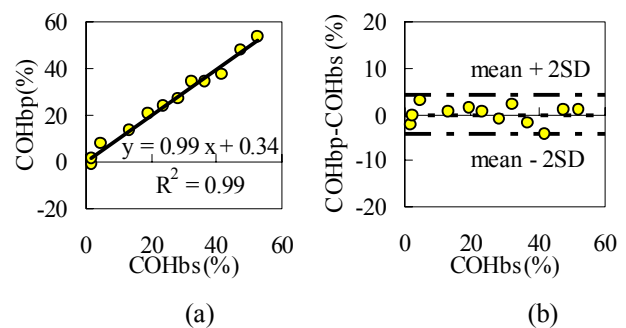 60
40
20
0
-20
COHbp(%)
y = 0.99 x + 0.34
R² = 0.99
0 20 40 60
COHbs(%)
(a)
20
10
0
-10
-20
COHbp-COHbs(%)
mean + 2SD
mean - 2SD
0 20 40 60
COHbs(%)
(b)